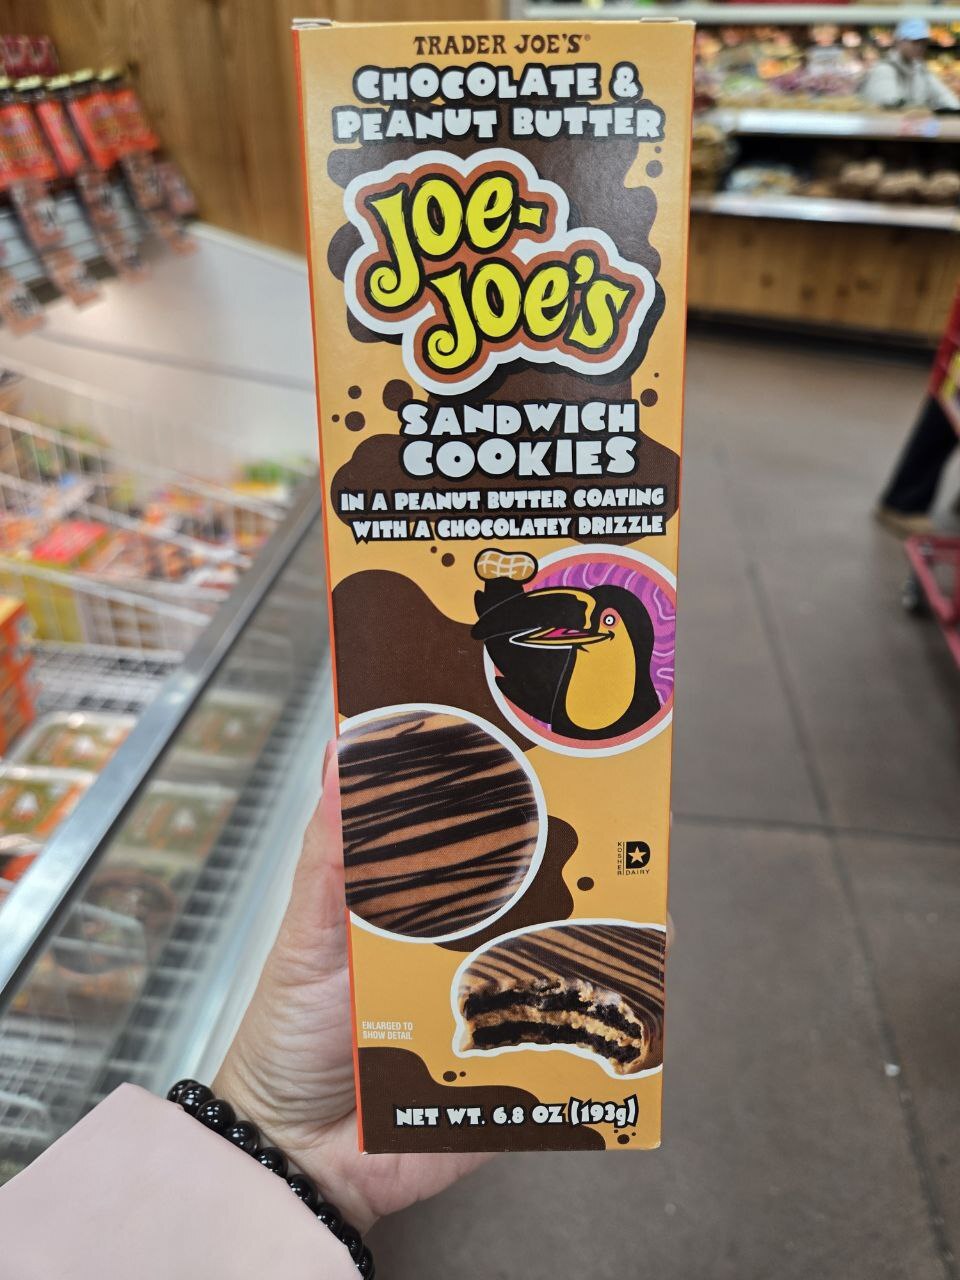 TRADER JOE'S®
CHOCOLATE &
PEANUT BUTTER
JOE-
JOE'S
SANDWICH
COOKIES
IN A PEANUT BUTTER COATING
WITH A CHOCOLATEY DRIZZLE
KOSHER
D
DAIRY
ENLARGED TO
SHOW DETAIL
NET WT. 6.8 OZ (193g)